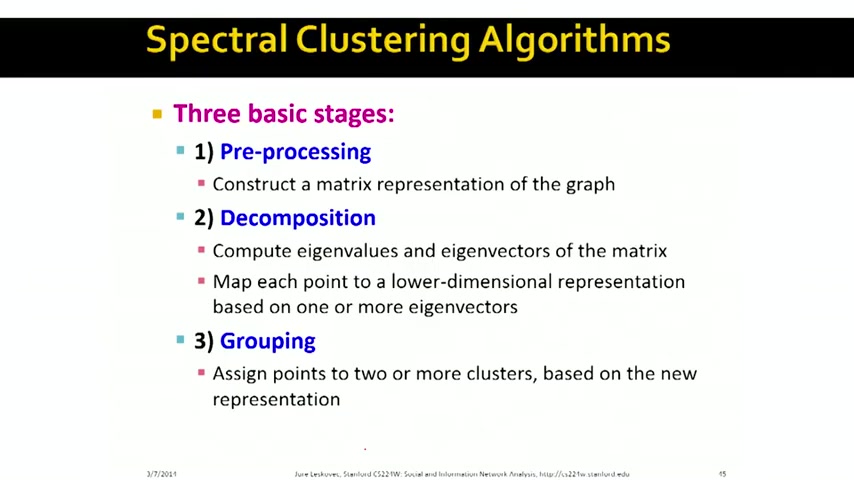 Spectral Clustering Algorithms
Three basic stages:
1) Pre-processing
Construct a matrix representation of the graph
2) Decomposition
Compute eigenvalues and eigenvectors of the matrix
Map each point to a lower-dimensional representation
based on one or more eigenvectors
3) Grouping
Assign points to two or more clusters, based on the new
representation
3/7/2014 Jure Leskovec, Stanford CS224W: Social and Information Network Analysis, http://cs224w.stanford.edu 45